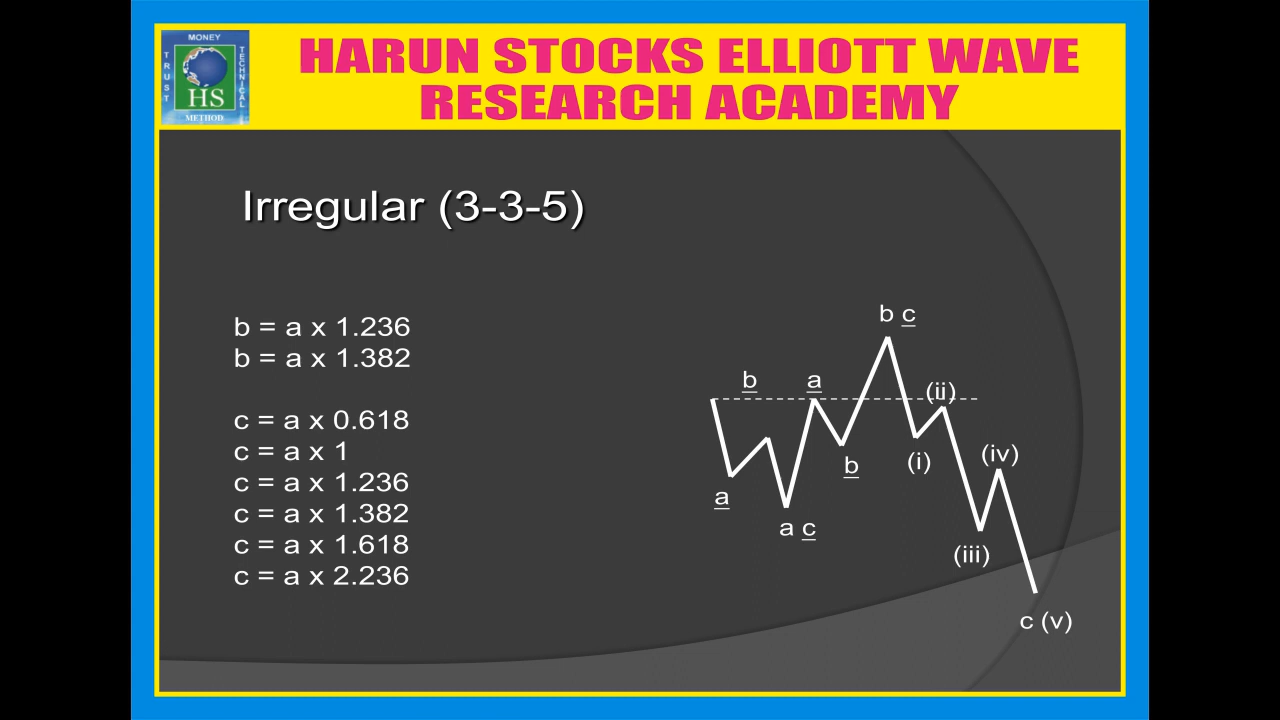 MONEY
TRUST
TECHNICAL
HS
METHOD
HARUN STOCKS ELLIOTT WAVE
RESEARCH ACADEMY
Irregular (3-3-5)
b = a x 1.236
b = a x 1.382
c = a x 0.618
c = a x 1
c = a x 1.236
c = a x 1.382
c = a x 1.618
c = a x 2.236
b c
b
a
(ii)
a
b
(i)
(iv)
a c
(iii)
c (v)